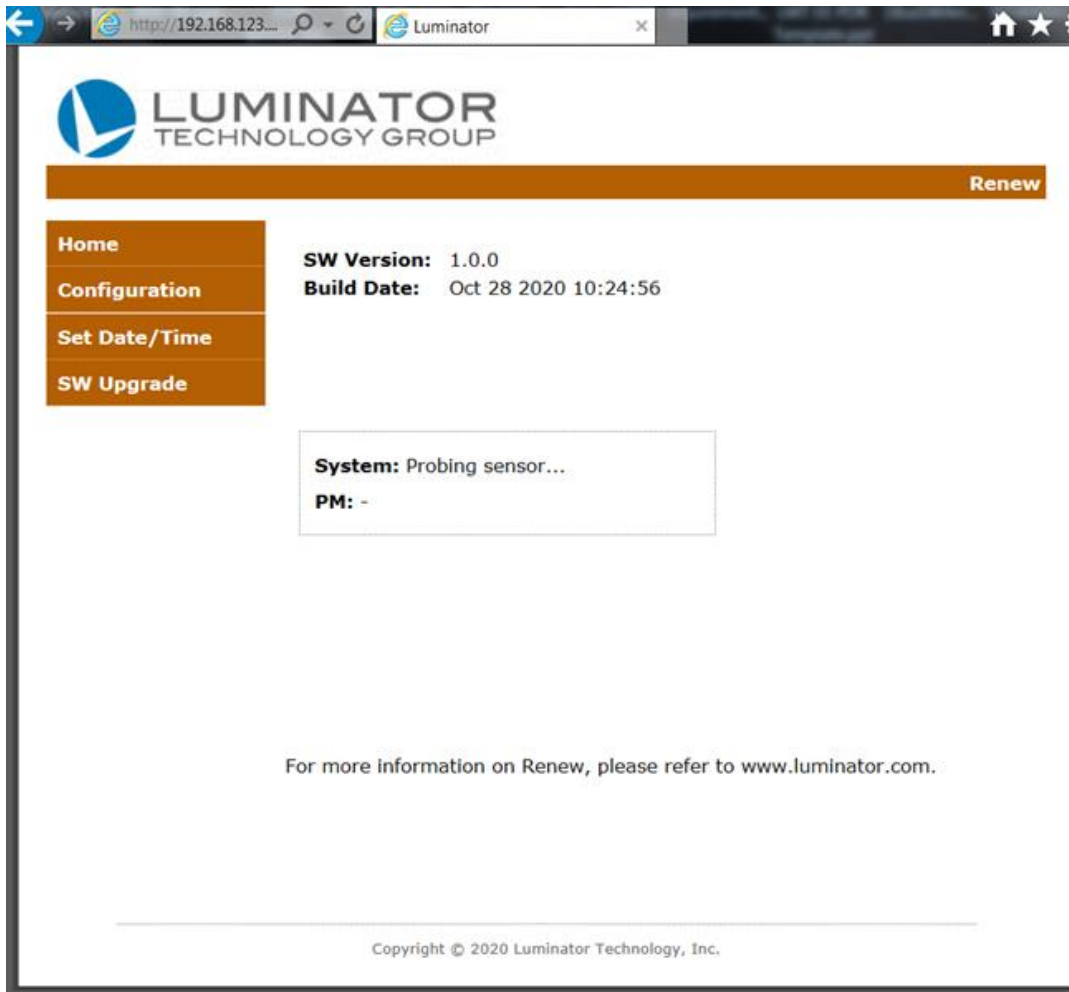 http://192.168.123...
Luminator
LUMINATOR
TECHNOLOGY GROUP
Renew
Home
Configuration
Set Date/Time
SW Upgrade
SW Version: 1.0.0
Build Date: Oct 28 2020 10:24:56
System: Probing sensor...
PM: -
For more information on Renew, please refer to www.luminator.com.
Copyright © 2020 Luminator Technology, Inc.